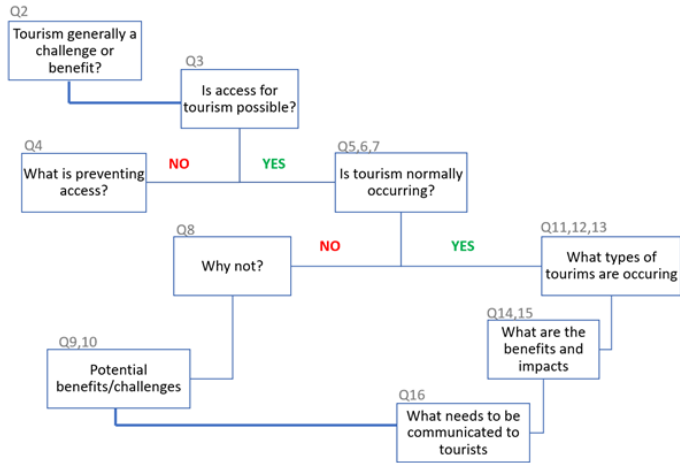 Q2
Tourism generally a
challenge or
benefit?
Q3
Is access for
tourism possible?
Q4
What is preventing
access?
NO
YES
Q5,6,7
Is tourism normally
occurring?
Q8
Why not?
NO
YES
Q11,12,13
What types of
tourims are occuring
Q14,15
What are the
benefits and
impacts
Q9,10
Potential
benefits/challenges
Q16
What needs to be
communicated to
tourists